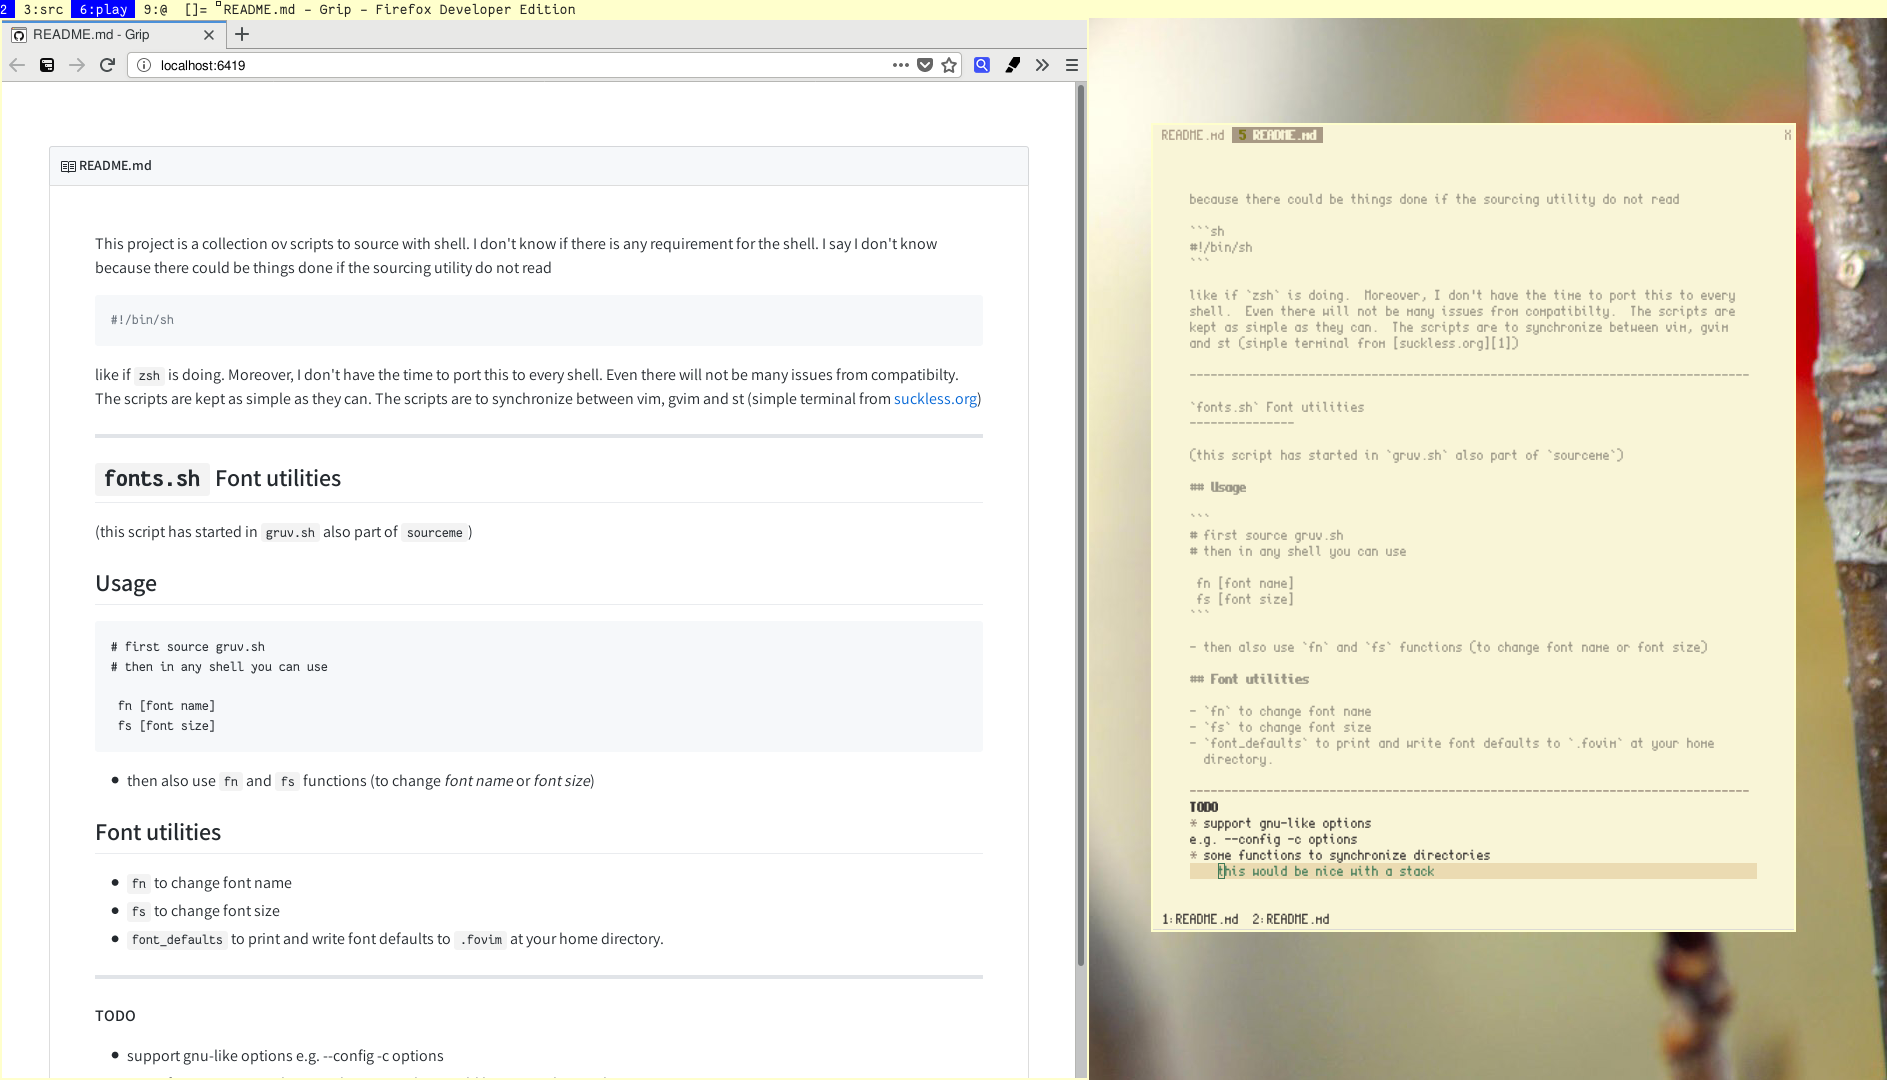 2 3:src 6:play 9:@ []= README.md - Grip - Firefox Developer Edition
README.md - Grip
localhost:6419
README.md
This project is a collection ov scripts to source with shell. I don't know if there is any requirement for the shell. I say I don't know
because there could be things done if the sourcing utility do not read
#!/bin/sh
like if zsh is doing. Moreover, I don't have the time to port this to every shell. Even there will not be many issues from compatibilty.
The scripts are kept as simple as they can. The scripts are to synchronize between vim, gvim and st (simple terminal from suckless.org)
fonts.sh Font utilities
(this script has started in gruv.sh also part of sourceme )
Usage
# first source gruv.sh
# then in any shell you can use
fn [font name]
fs [font size]
• then also use fn and fs functions (to change font name or font size)
Font utilities
• fn to change font name
• fs to change font size
• font_defaults to print and write font defaults to .fovim at your home directory.
TODO
• support gnu-like options e.g. --config -c options
README.md 5 README.md X
because there could be things done if the sourcing utility do not read
```sh
#!/bin/sh
```
like if `zsh` is doing.  Moreover, I don't have the time to port this to every
shell.  Even there will not be many issues from compatibilty.  The scripts are
kept as simple as they can.  The scripts are to synchronize between vim, gvim
and st (simple terminal from [suckless.org][1])
--------------------------------------------------------------------------------
`fonts.sh` Font utilities
---------------
(this script has started in `gruv.sh` also part of `sourceme`)
## Usage
```
# first source gruv.sh
# then in any shell you can use
fn [font name]
fs [font size]
```
- then also use `fn` and `fs` functions (to change font name or font size)
## Font utilities
- `fn` to change font name
- `fs` to change font size
- `font_defaults` to print and write font defaults to `.fovim` at your home
directory.
--------------------------------------------------------------------------------
TODO
* support gnu-like options
e.g. --config -c options
* some functions to synchronize directories
this would be nice with a stack
1:README.md  2:README.md